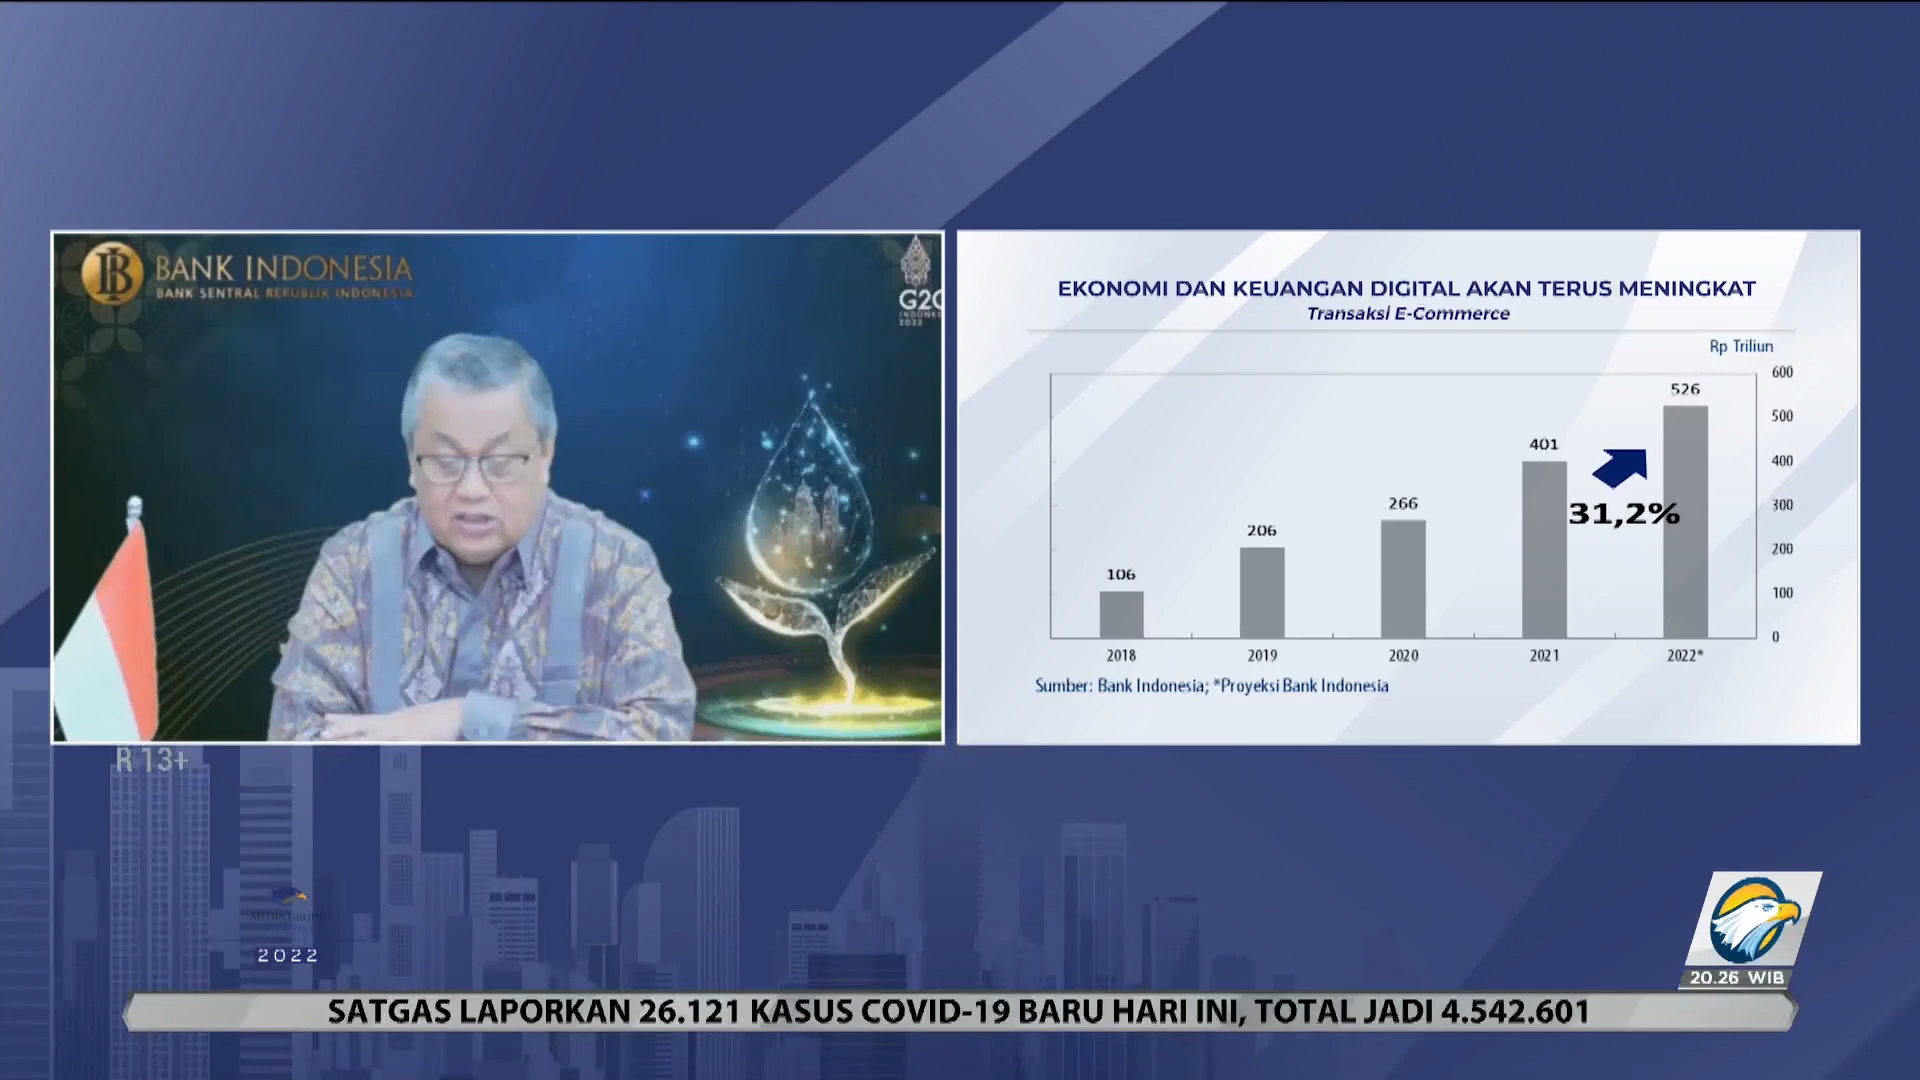 BANK INDONESIA
BANK SENTRAL REPUBLIK INDONESIA
INDONESIA
2022
EKONOMI DAN KEUANGAN DIGITAL AKAN TERUS MENINGKAT
Transaksi E-Commerce
Rp Triliun
600
500
400
300
200
100
0
106
206
266
401
526
31,2%
2018
2019
2020
2021
2022*
Sumber: Bank Indonesia; *Proyeksi Bank Indonesia
R 13+
2022
20.26 WIB
SATGAS LAPORKAN 26.121 KASUS COVID-19 BARU HARI INI, TOTAL JADI 4.542.601